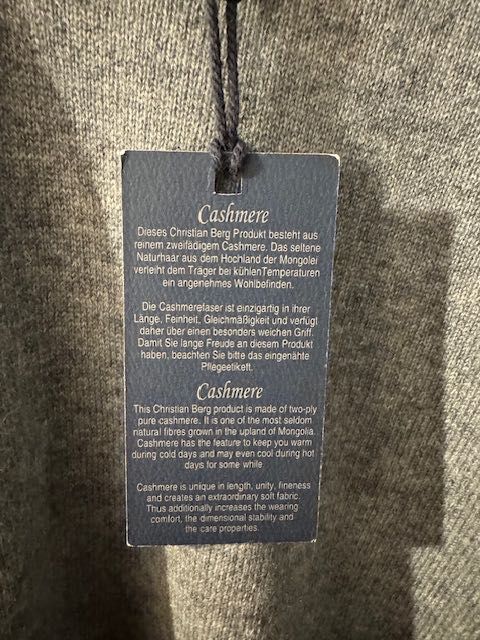 Cashmere
Dieses Christian Berg Produkt besteht aus
reinem zweifädigem Cashmere. Das seltene
Naturhaar aus dem Hochland der Mongolei
verleiht dem Träger bei kühlenTemperaturen
ein angenehmes Wohlbefinden.
Die Cashmerefaser ist einzigartig in ihrer
Länge, Feinheit, Gleichmäßigkeit und verfügt
daher über einen besonders weichen Griff.
Damit Sie lange Freude an diesem Produkt
haben, beachten Sie bitte das eingenähte
Pflegeetikett.
Cashmere
This Christian Berg product is made of two-ply
pure cashmere. It is one of the most seldom
natural fibres grown in the upland of Mongolia.
Cashmere has the feature to keep you warm
during cold days and may even cool during hot
days for some while
Cashmere is unique in length, unity, fineness
and creates an extraordinary soft fabric.
Thus additionally increases the wearing
comfort, the dimensional stability and
the care properties.